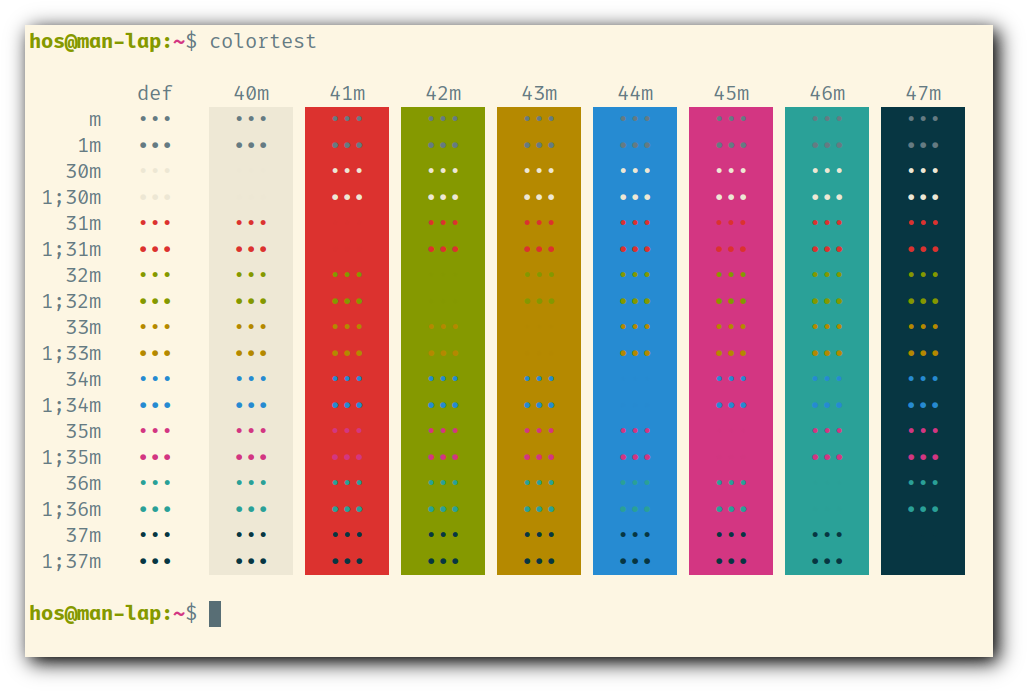 hos@man-lap:~$ colortest
def 40m 41m 42m 43m 44m 45m 46m 47m
m ••• ••• ••• ••• ••• ••• ••• ••• •••
1m ••• ••• ••• ••• ••• ••• ••• ••• •••
30m ••• ••• ••• ••• ••• ••• ••• •••
1;30m ••• ••• ••• ••• ••• ••• ••• •••
31m ••• ••• ••• ••• ••• ••• ••• •••
1;31m ••• ••• ••• ••• ••• ••• ••• •••
32m ••• ••• ••• ••• ••• ••• ••• •••
1;32m ••• ••• ••• ••• ••• ••• ••• •••
33m ••• ••• ••• ••• ••• ••• ••• •••
1;33m ••• ••• ••• ••• ••• ••• ••• •••
34m ••• ••• ••• ••• ••• ••• ••• •••
1;34m ••• ••• ••• ••• ••• ••• ••• •••
35m ••• ••• ••• ••• ••• ••• ••• •••
1;35m ••• ••• ••• ••• ••• ••• ••• •••
36m ••• ••• ••• ••• ••• ••• ••• •••
1;36m ••• ••• ••• ••• ••• ••• ••• •••
37m ••• ••• ••• ••• ••• ••• ••• •••
1;37m ••• ••• ••• ••• ••• ••• ••• •••
hos@man-lap:~$